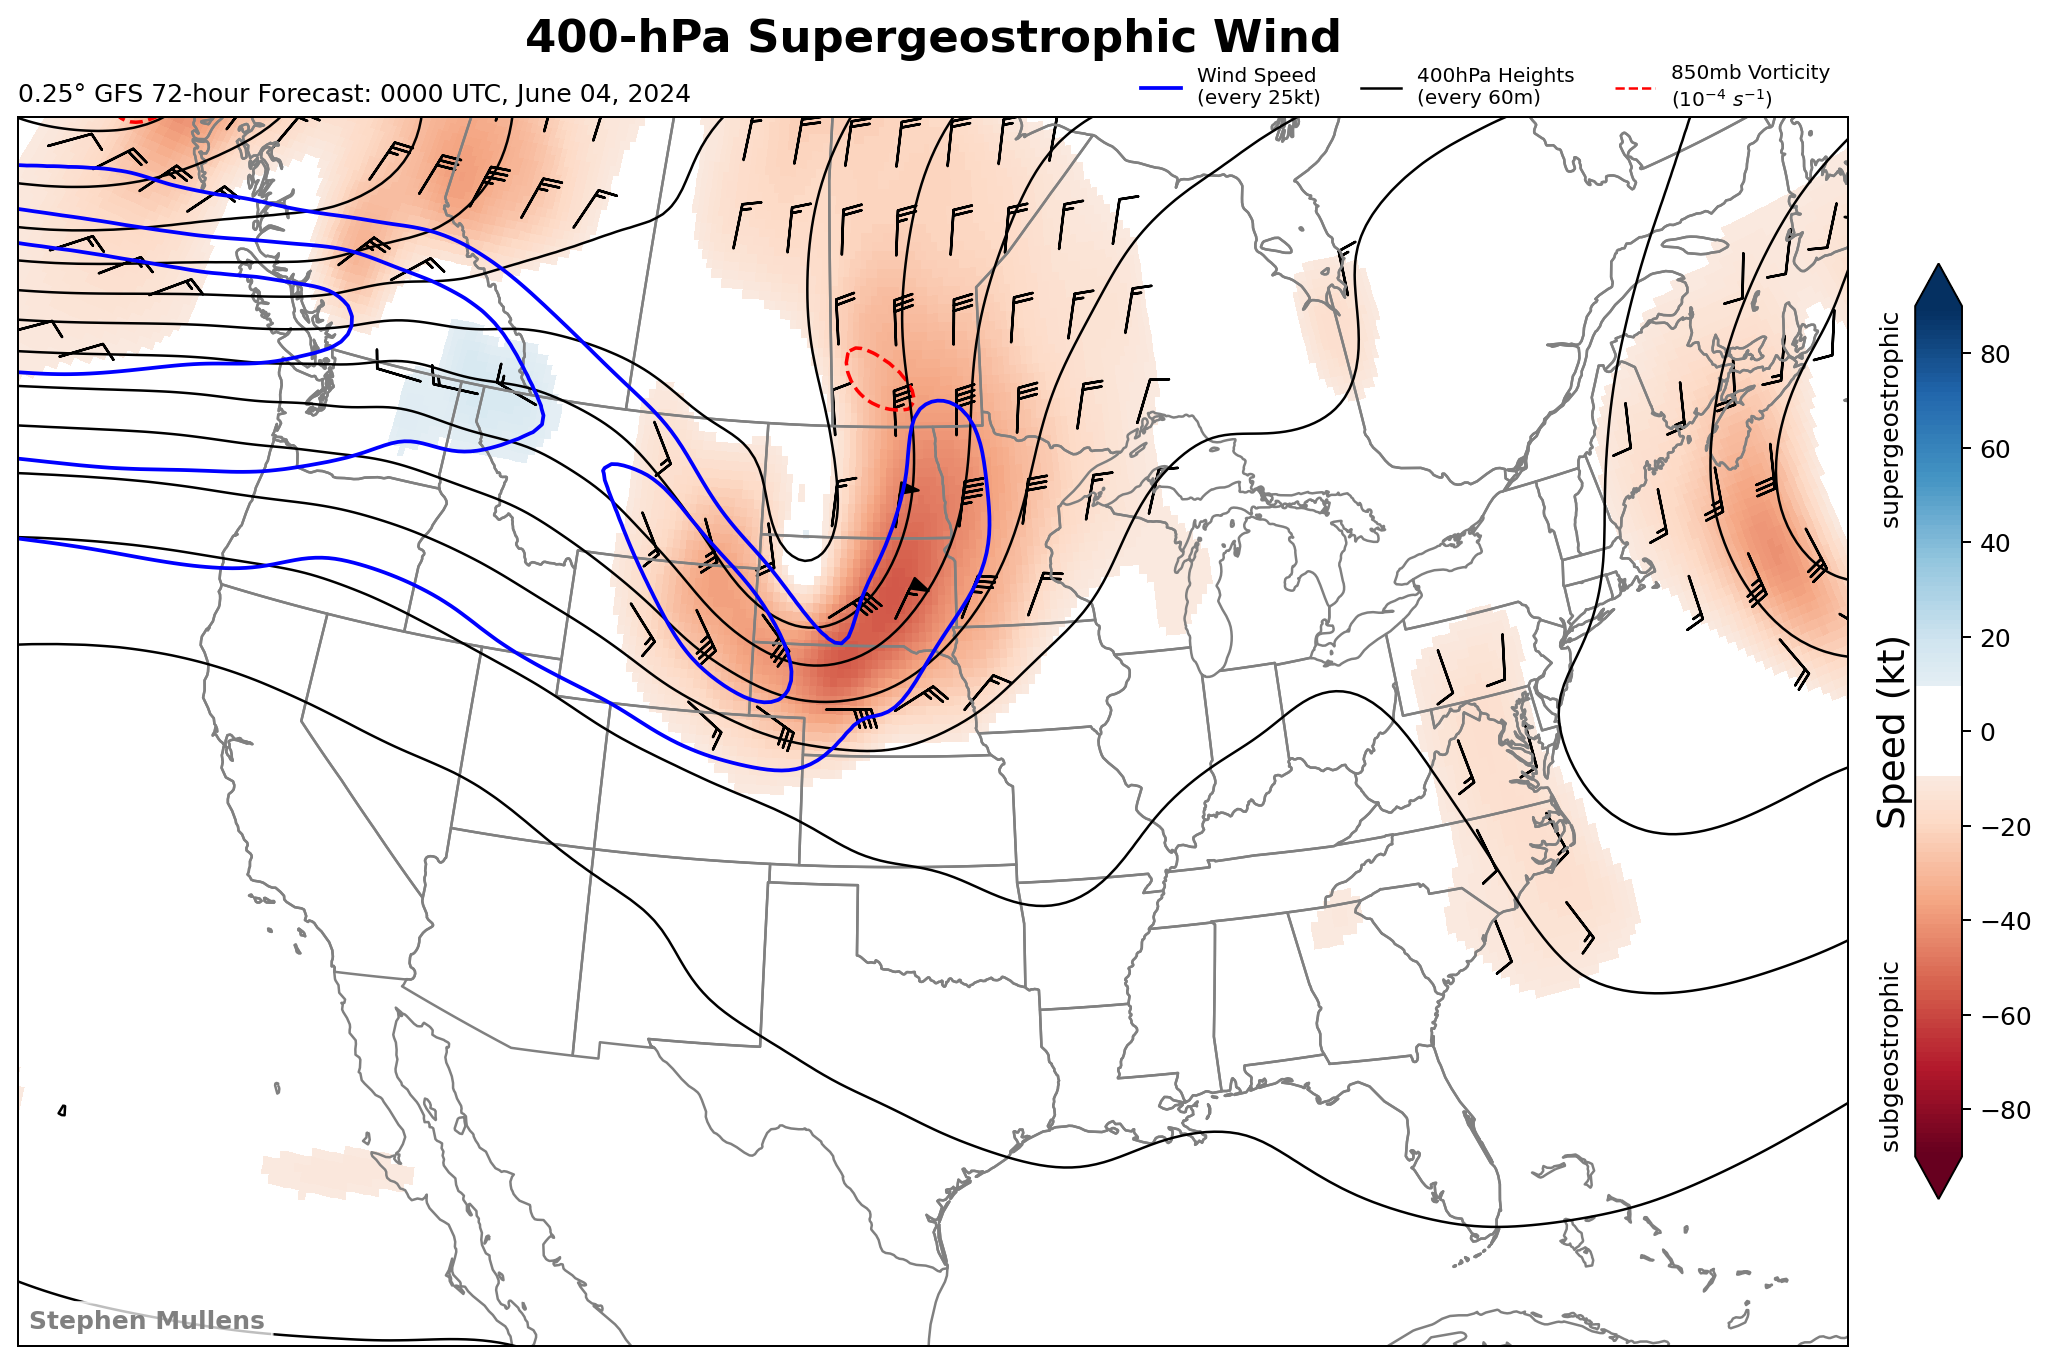 400-hPa Supergeostrophic Wind
0.25° GFS 72-hour Forecast: 0000 UTC, June 04, 2024
Wind Speed
(every 25kt)
400hPa Heights
(every 60m)
850mb Vorticity
(10⁻⁴ s⁻¹)
supergeostrophic
Speed (kt)
subgeostrophic
80
60
40
20
0
−20
−40
−60
−80
Stephen Mullens